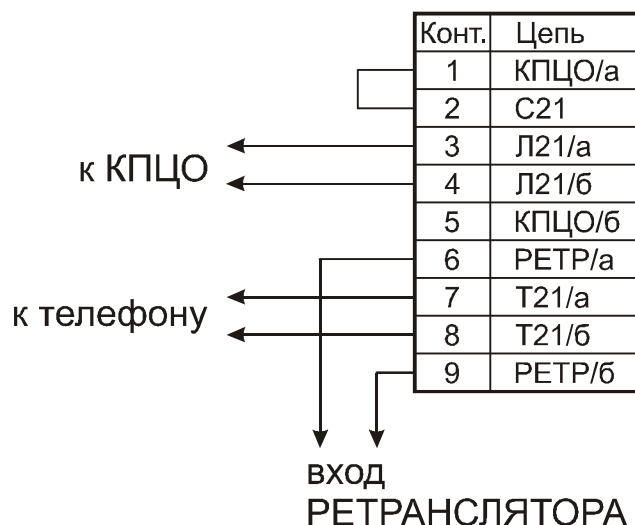 Конт. Цепь
1 КПЦО/а
2 С21
3 Л21/а
к КПЦО
4 Л21/б
5 КПЦО/б
6 РЕТР/а
7 Т21/а
к телефону
8 Т21/б
9 РЕТР/б
вход
РЕТРАНСЛЯТОРА